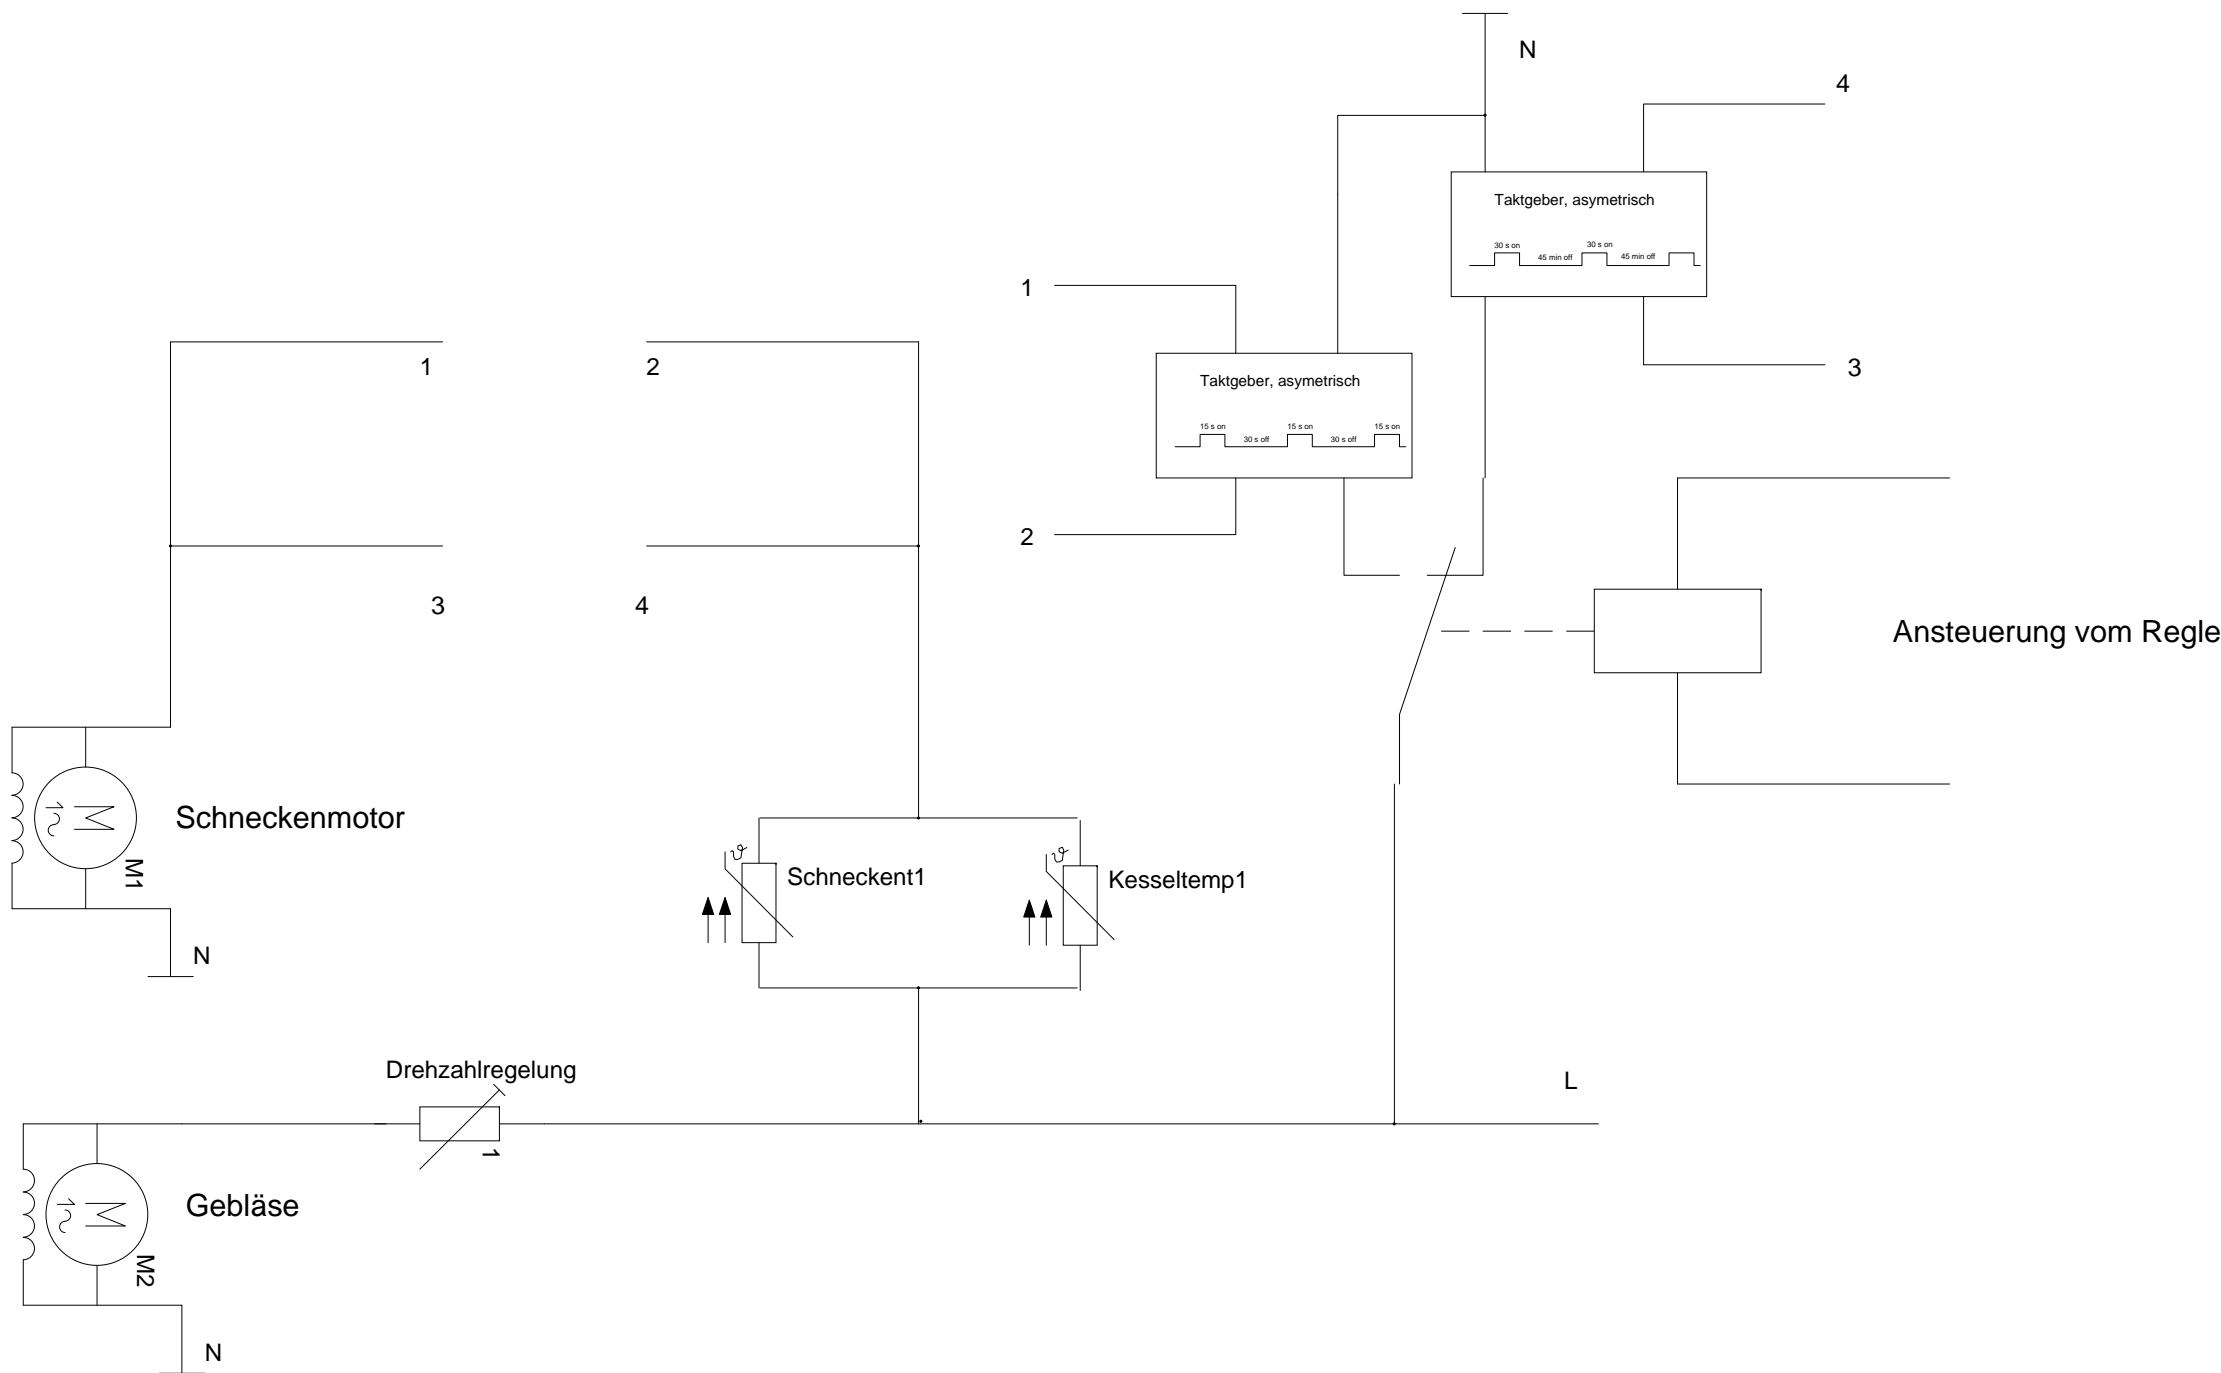 N
4
Taktgeber, asymetrisch
30 s on
30 s on
45 min off
45 min off
1
1
2
3
Taktgeber, asymetrisch
15 s on
15 s on
15 s on
30 s off
30 s off
2
3
4
Ansteuerung vom Regle
M
1~
M1
Schneckenmotor
ϑ
Schneckent1
ϑ
Kesseltemp1
N
Drehzahlregelung
1
L
M
1~
M2
Gebläse
N